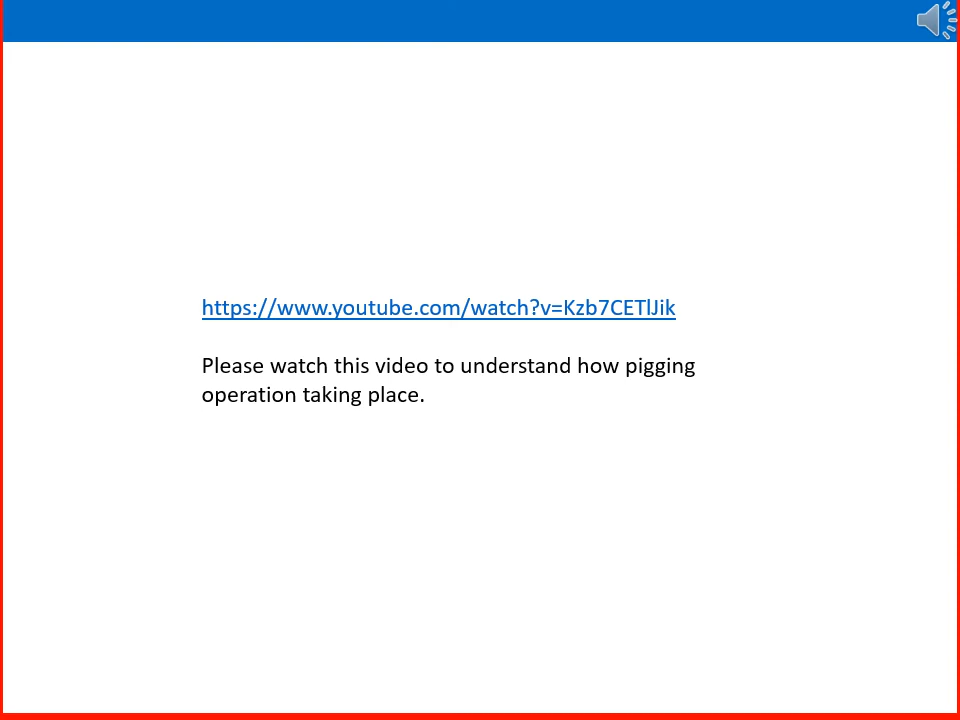 https://www.youtube.com/watch?v=Kzb7CETlJik
Please watch this video to understand how pigging
operation taking place.